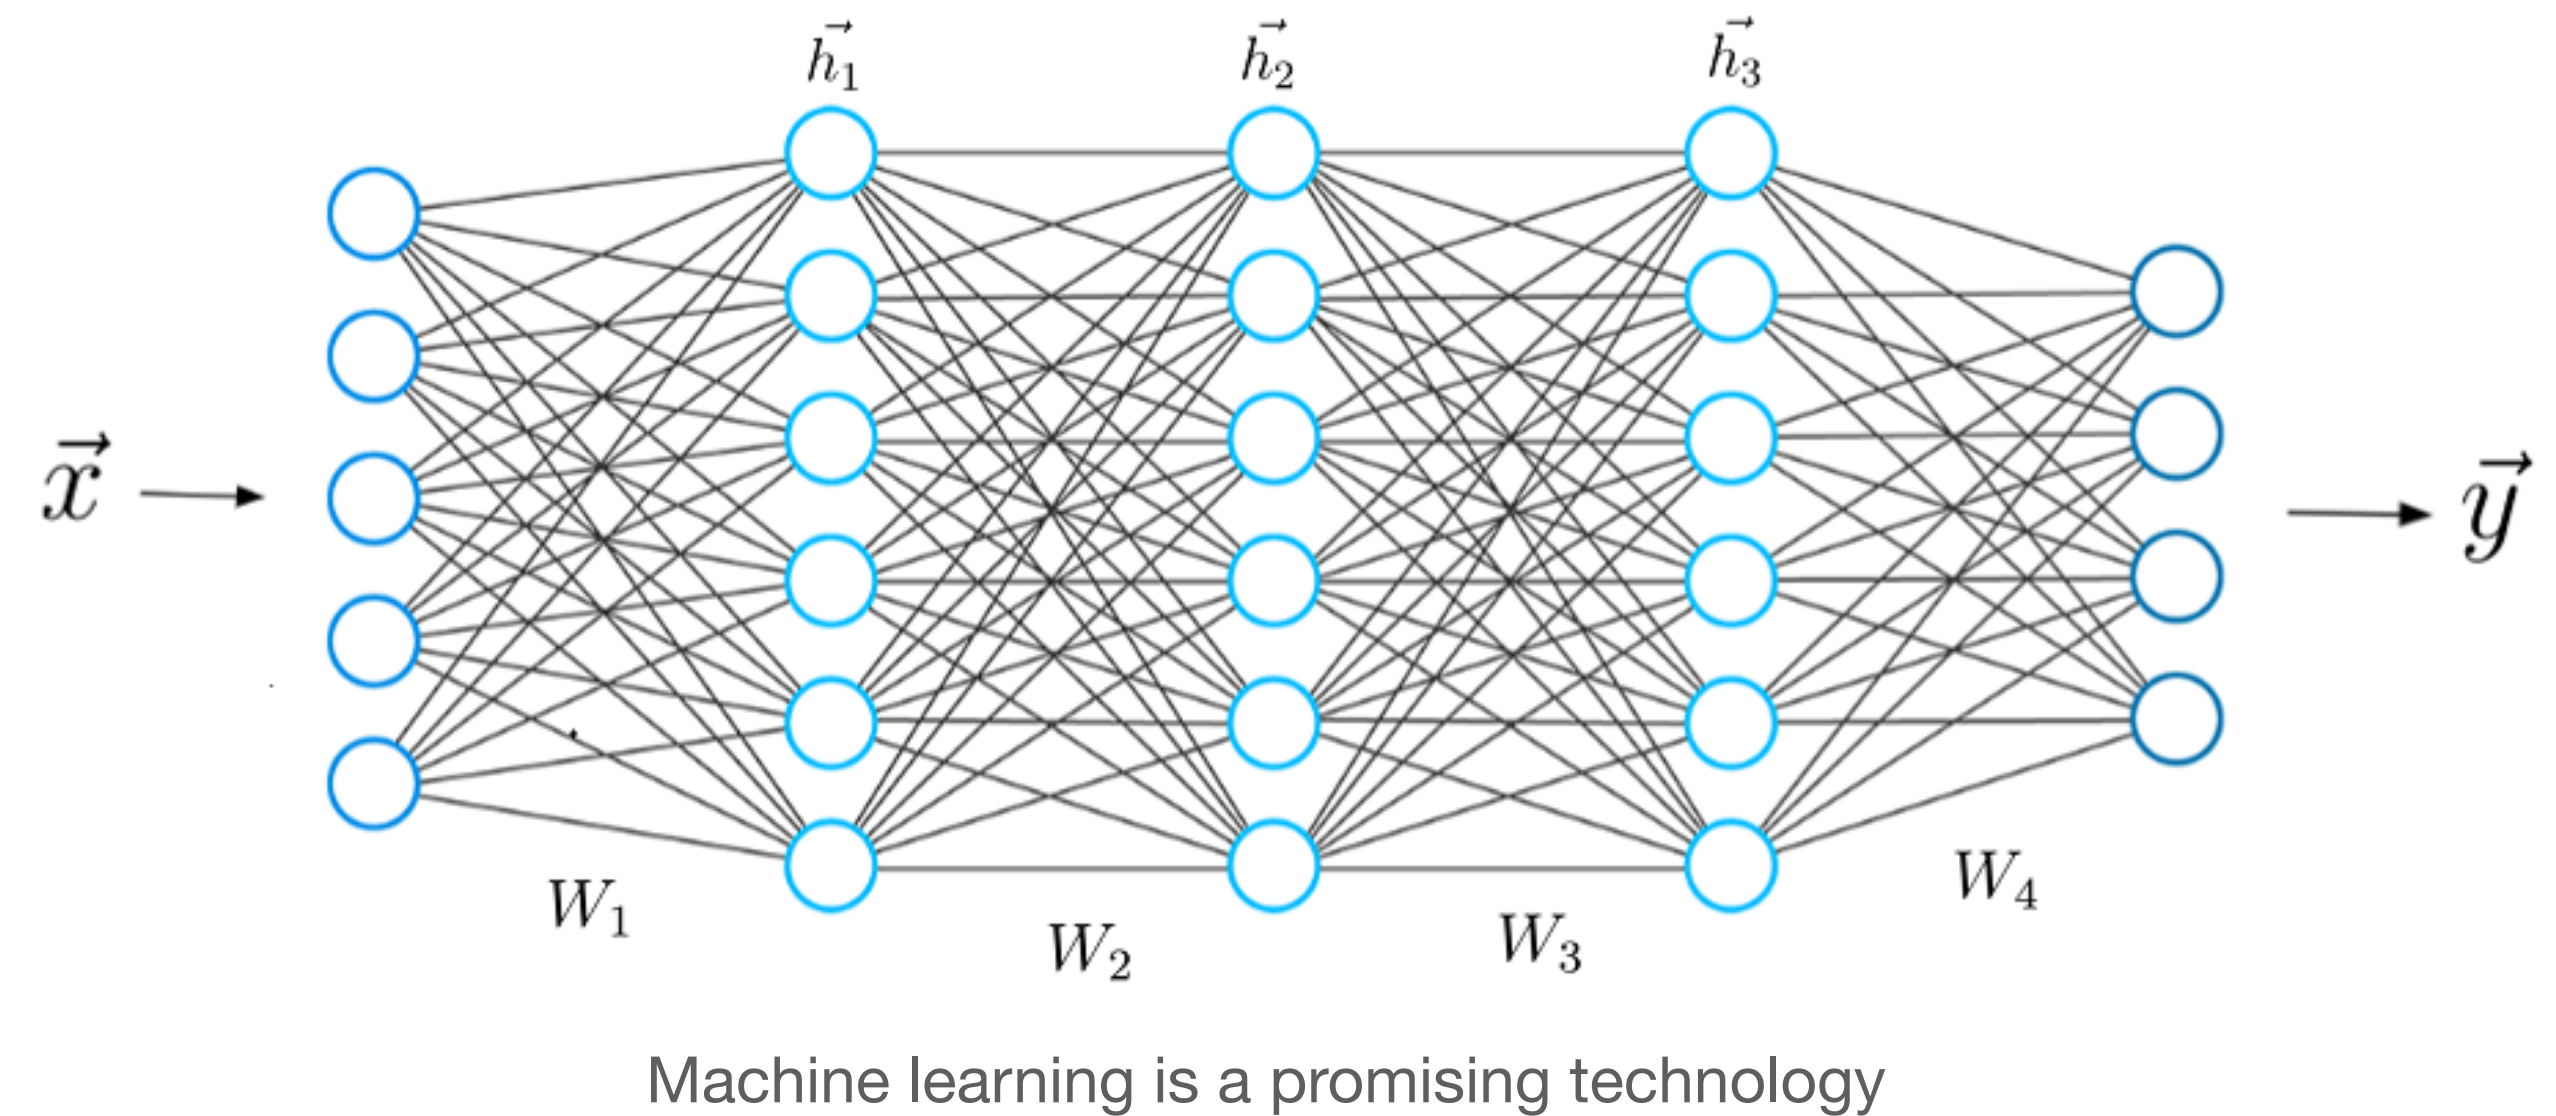 h⃗₁ h⃗₂ h⃗₃
x⃗
y⃗
W₁
W₂
W₃
W₄
Machine learning is a promising technology